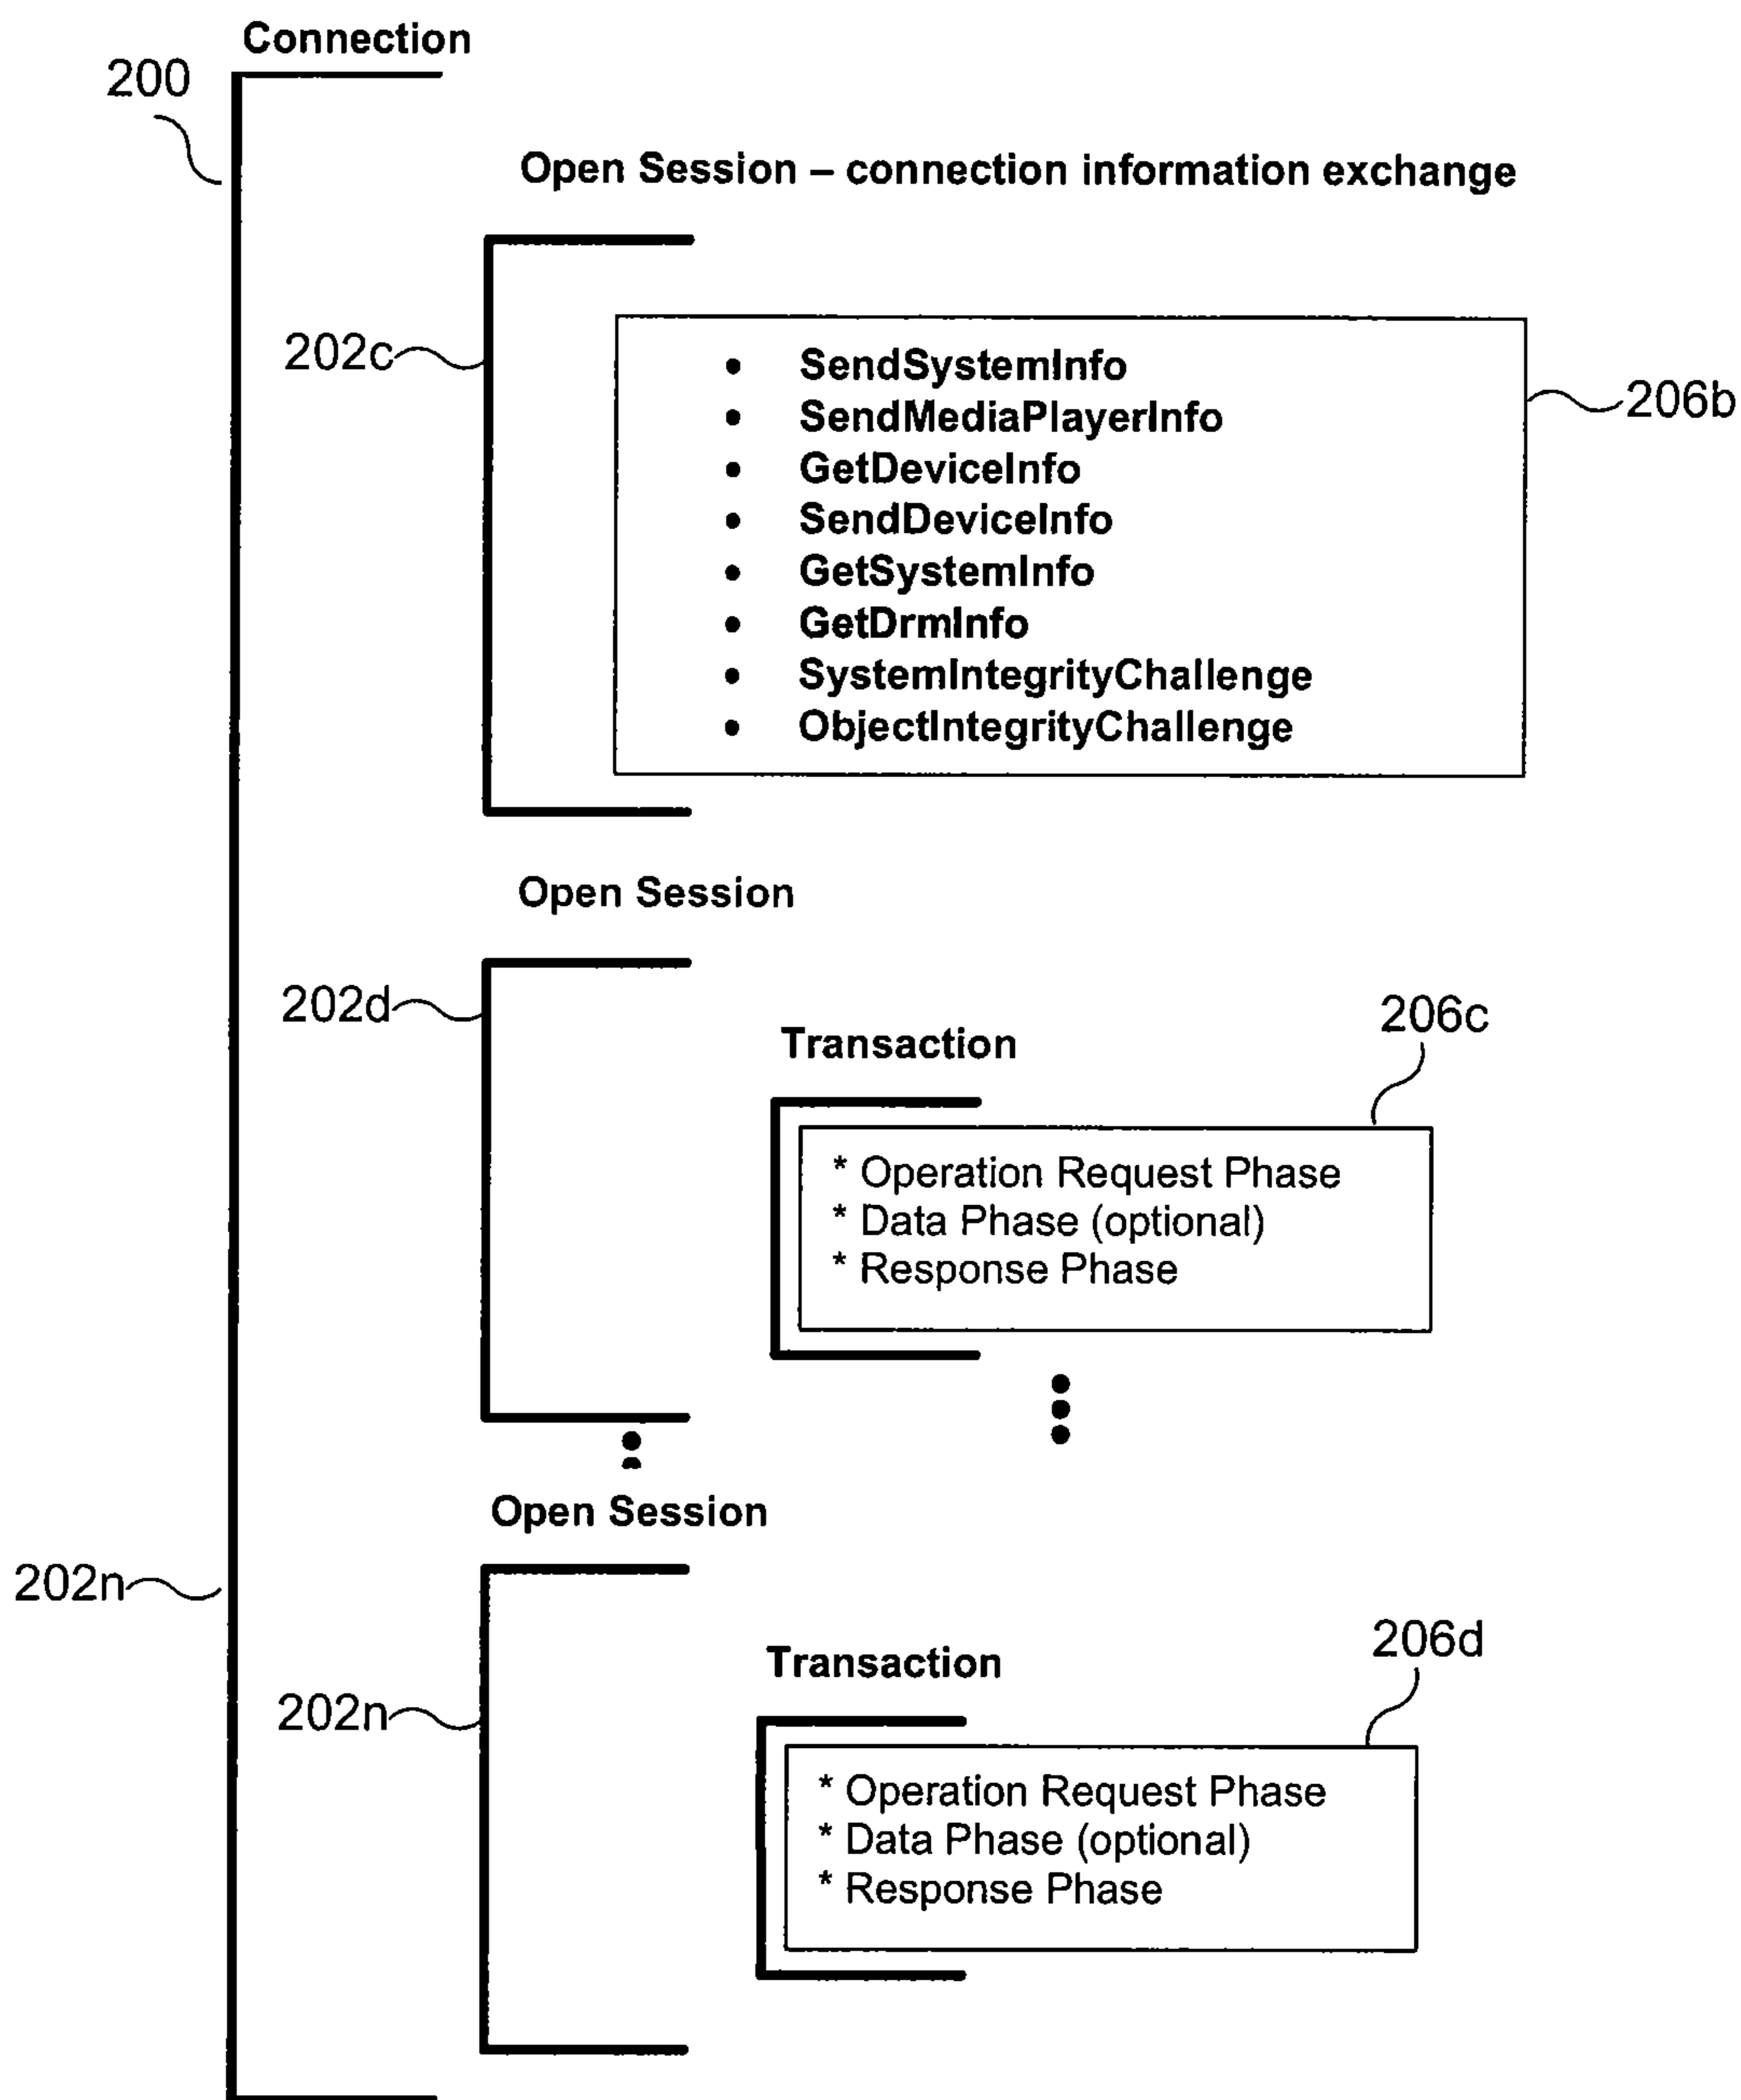 Connection
200
Open Session – connection information exchange
202c
• SendSystemInfo
• SendMediaPlayerInfo
• GetDeviceInfo
• SendDeviceInfo
• GetSystemInfo
• GetDrmInfo
• SystemIntegrityChallenge
• ObjectIntegrityChallenge
206b
Open Session
202d
Transaction
206c
* Operation Request Phase
* Data Phase (optional)
* Response Phase
Open Session
202n
202n
Transaction
206d
* Operation Request Phase
* Data Phase (optional)
* Response Phase